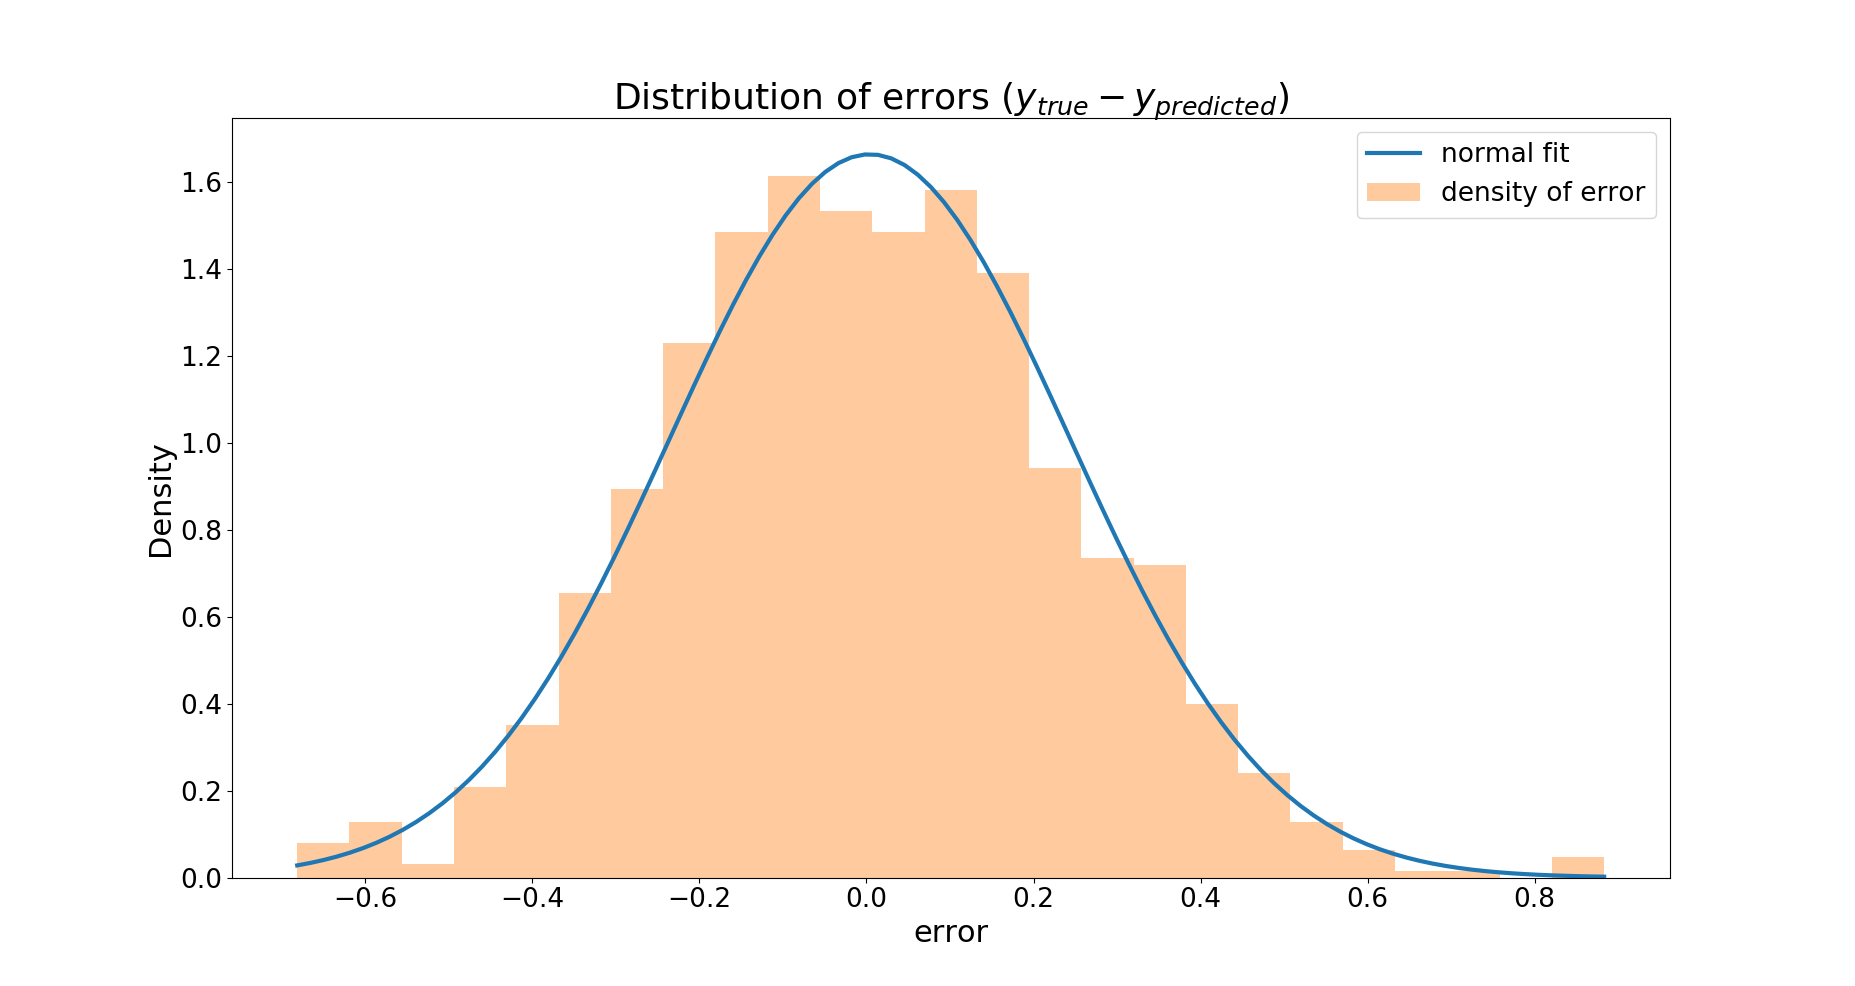 Distribution of errors (y_true − y_predicted)
normal fit
density of error
1.6
1.4
1.2
1.0
0.8
0.6
0.4
0.2
0.0
Density
−0.6 −0.4 −0.2 0.0 0.2 0.4 0.6 0.8
error